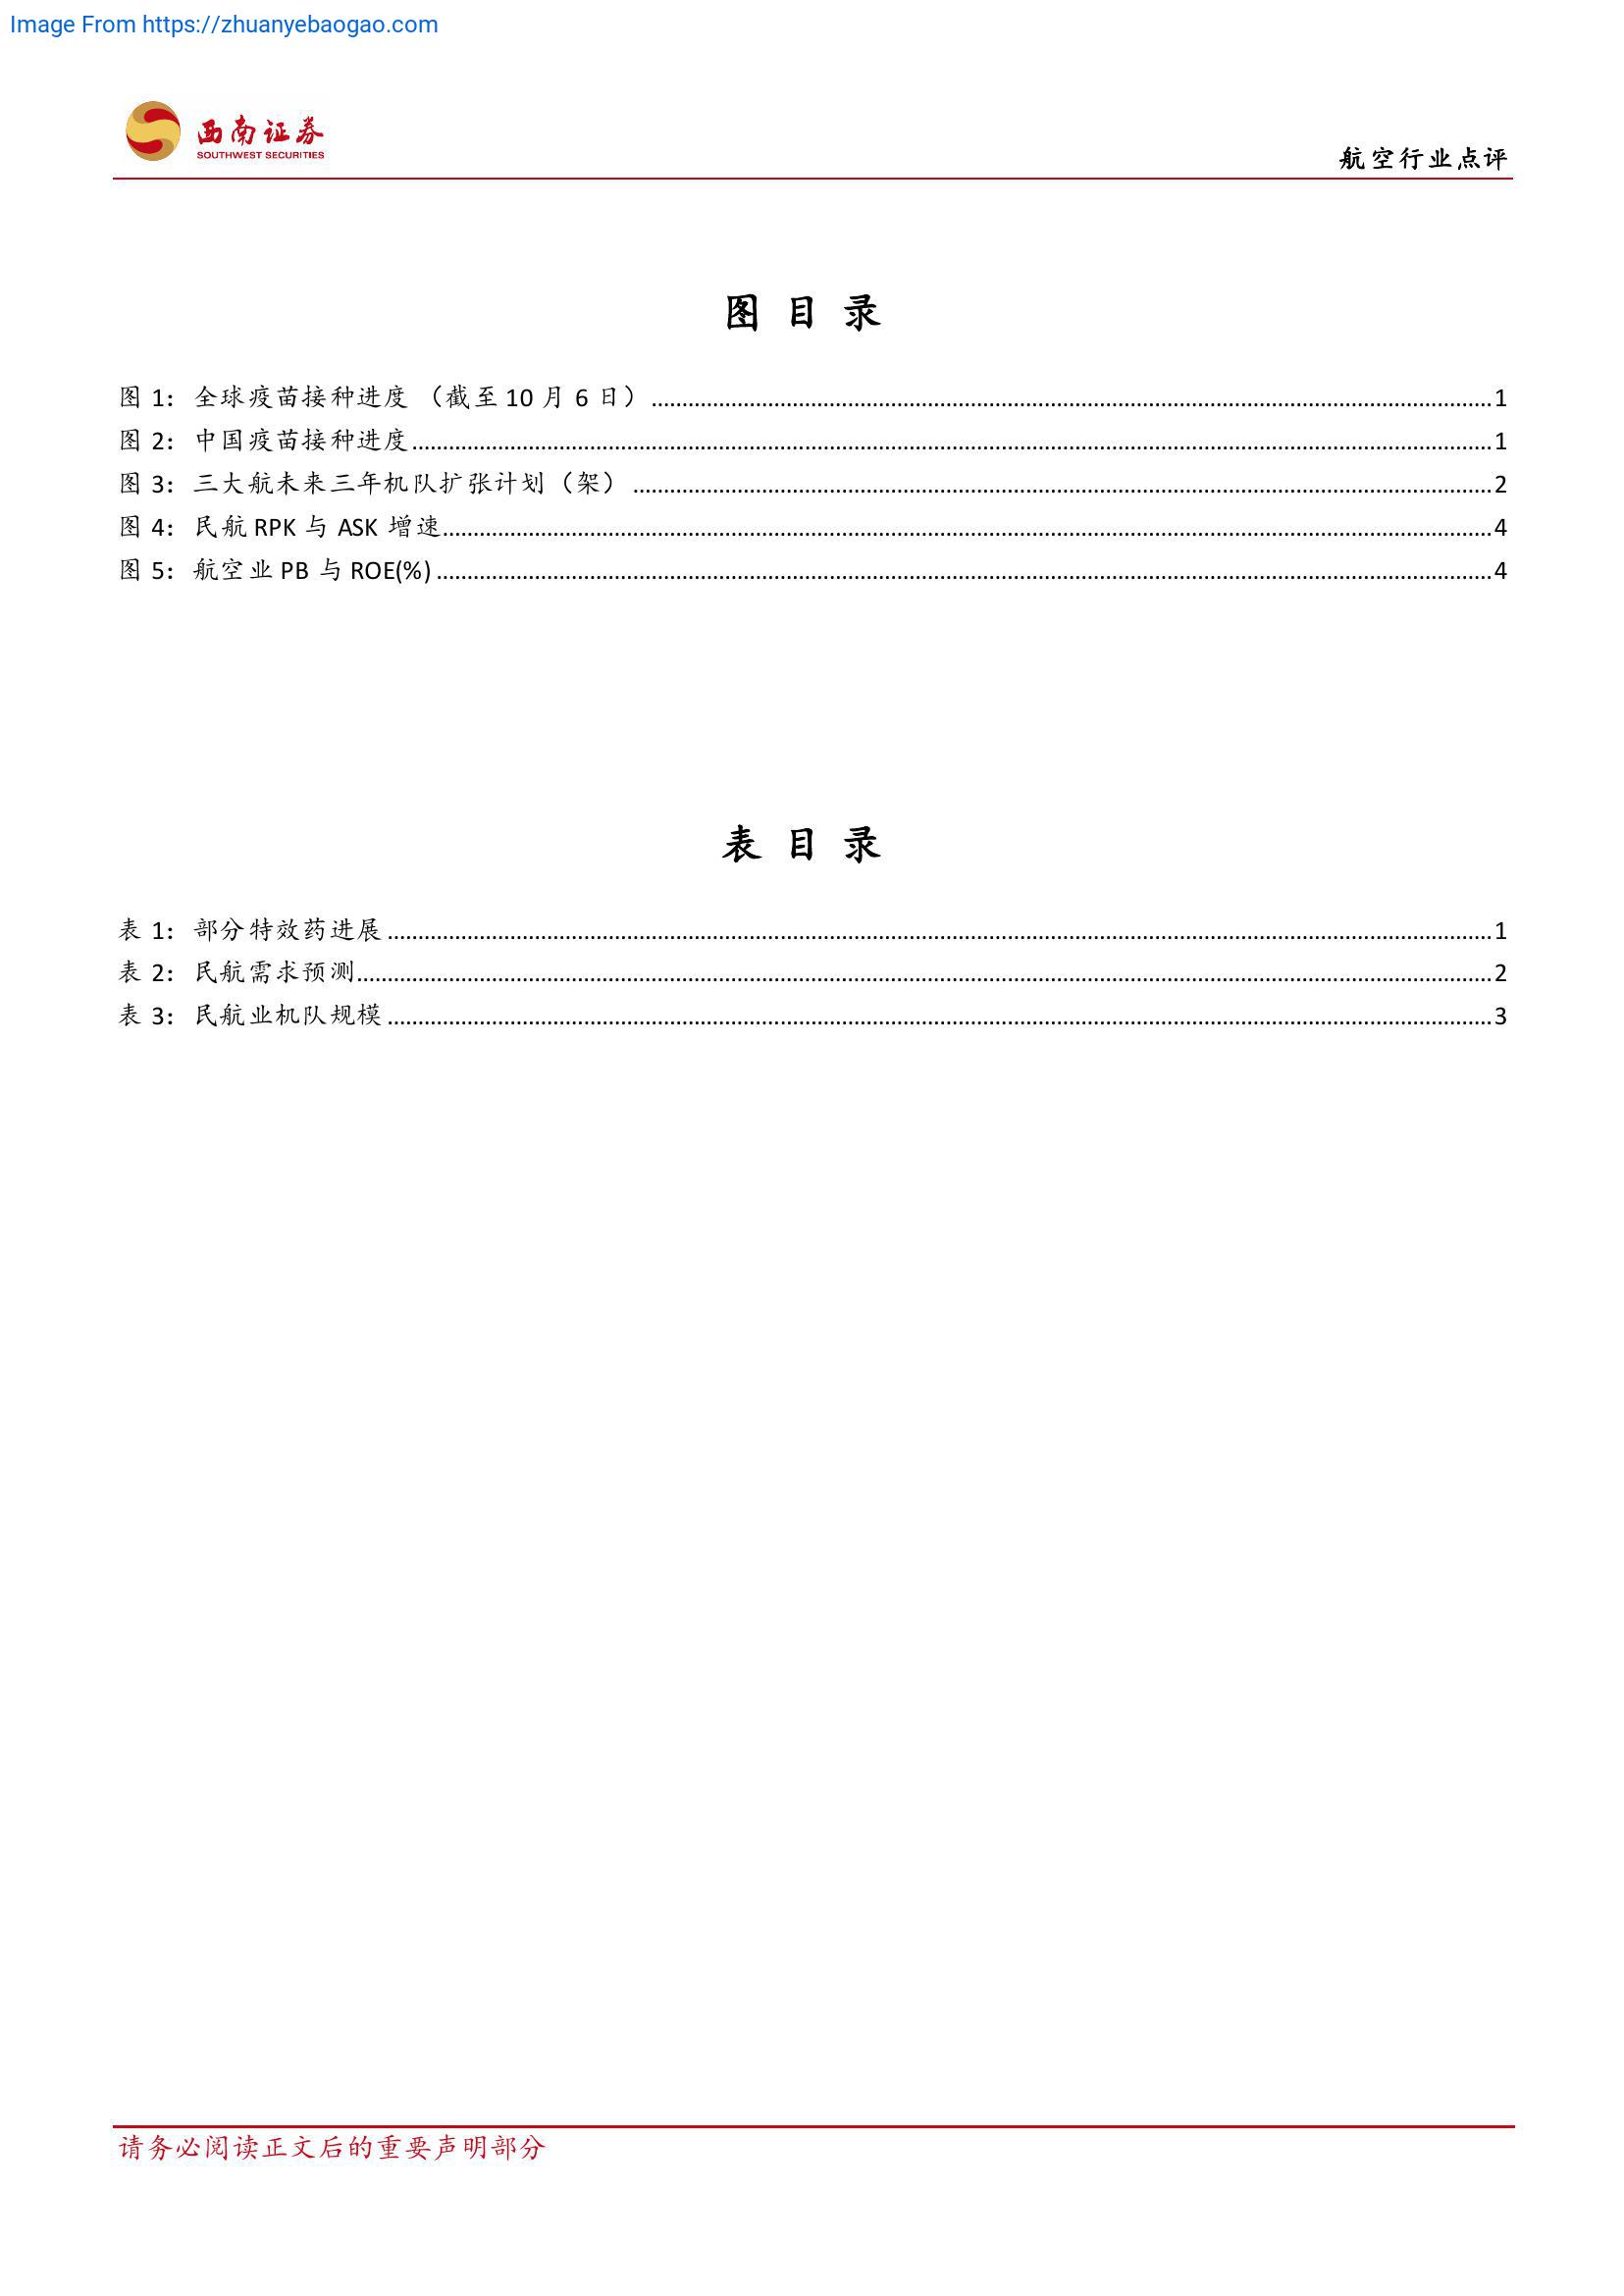 Image From https://zhuanyebaogao.com
西南证券
SOUTHWEST SECURITIES
航空行业点评
图 目 录
图 1：全球疫苗接种进度 （截至 10 月 6 日）1
图 2：中国疫苗接种进度1
图 3：三大航未来三年机队扩张计划（架）2
图 4：民航 RPK 与 ASK 增速4
图 5：航空业 PB 与 ROE(%)4
表 目 录
表 1：部分特效药进展1
表 2：民航需求预测2
表 3：民航业机队规模3
请务必阅读正文后的重要声明部分